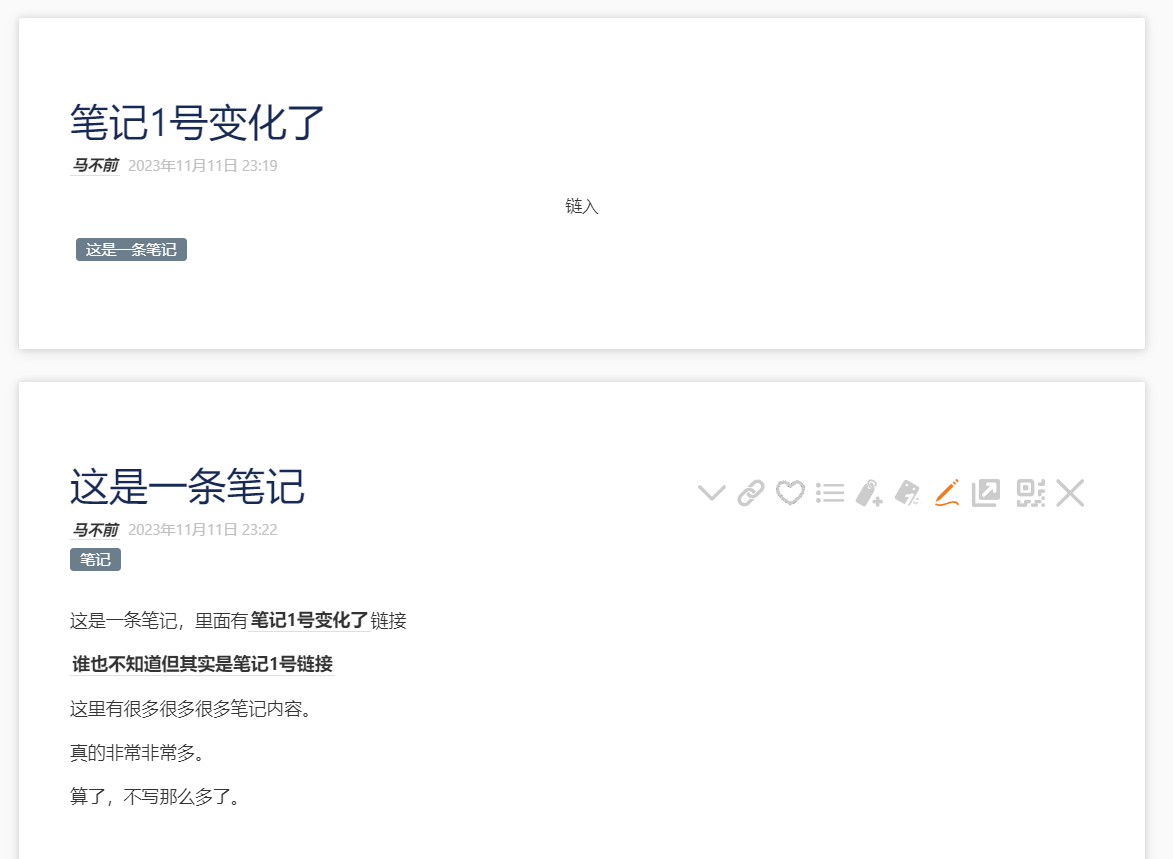 笔记1号变化了
马不前 2023年11月11日 23:19
链入
这是一条笔记
这是一条笔记
马不前 2023年11月11日 23:22
笔记
这是一条笔记，里面有笔记1号变化了链接
谁也不知道但其实是笔记1号链接
这里有很多很多很多笔记内容。
真的非常非常多。
算了，不写那么多了。